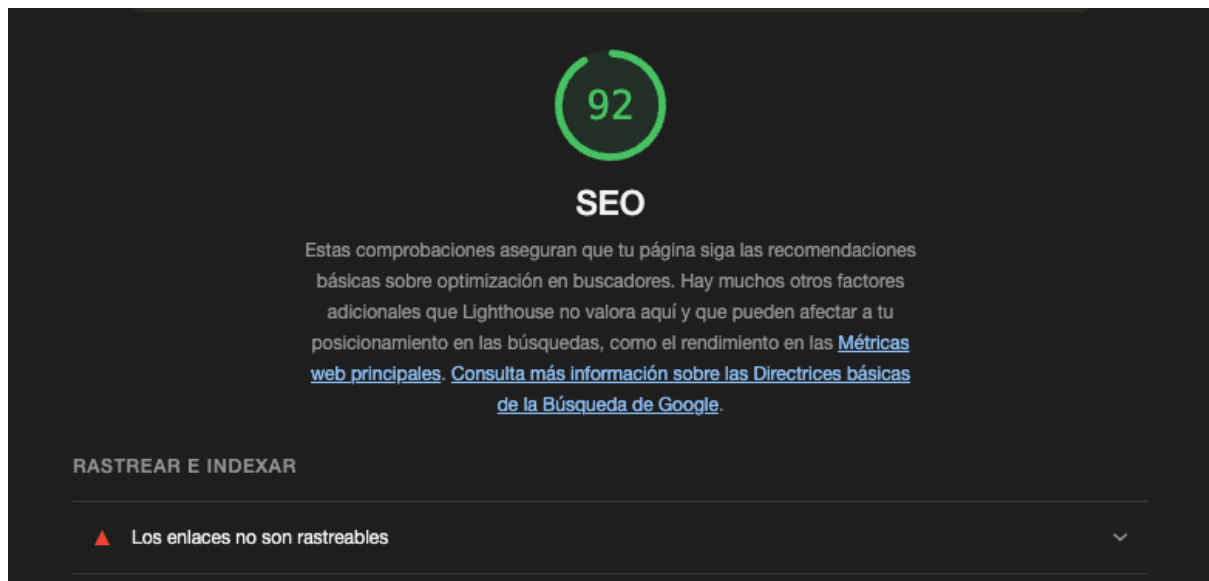 92
SEO
Estas comprobaciones aseguran que tu página siga las recomendaciones
básicas sobre optimización en buscadores. Hay muchos otros factores
adicionales que Lighthouse no valora aquí y que pueden afectar a tu
posicionamiento en las búsquedas, como el rendimiento en las Métricas
web principales. Consulta más información sobre las Directrices básicas
de la Búsqueda de Google.
RASTREAR E INDEXAR
Los enlaces no son rastreables